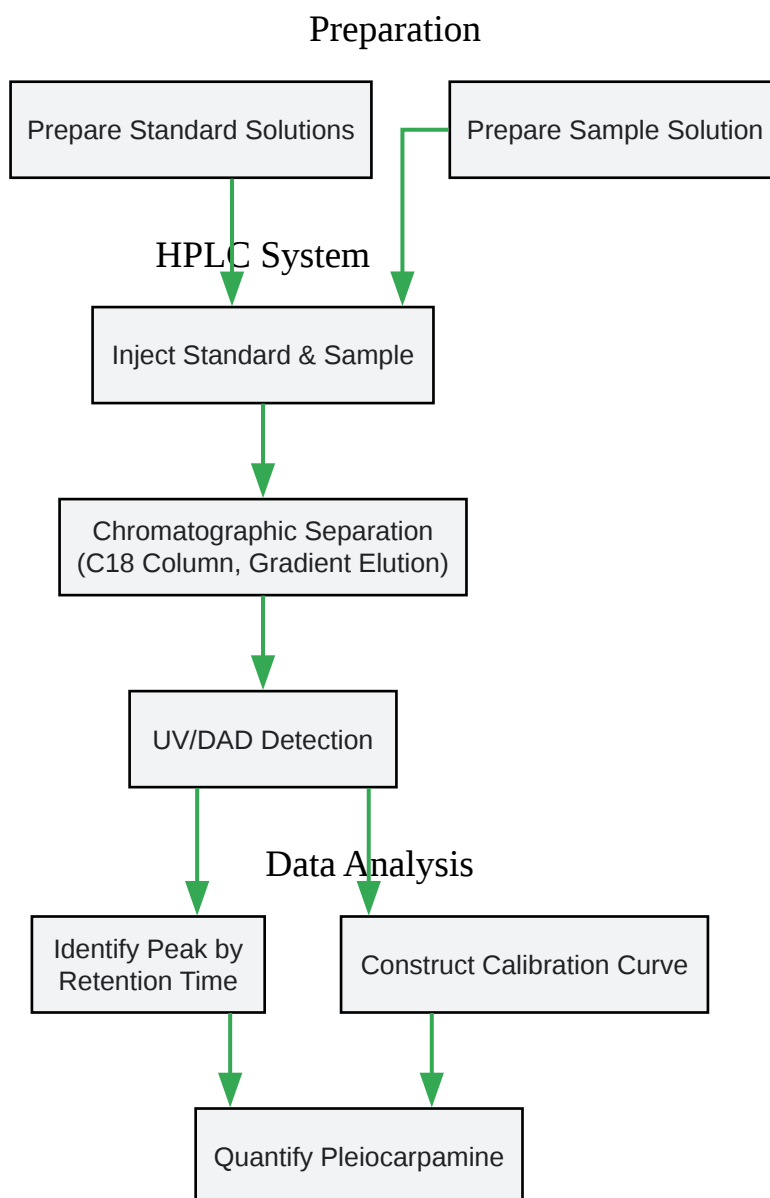 Preparation
Prepare Standard Solutions
Prepare Sample Solution
HPLC System
Inject Standard & Sample
Chromatographic Separation
(C18 Column, Gradient Elution)
UV/DAD Detection
Data Analysis
Identify Peak by
Retention Time
Construct Calibration Curve
Quantify Pleiocarpamine